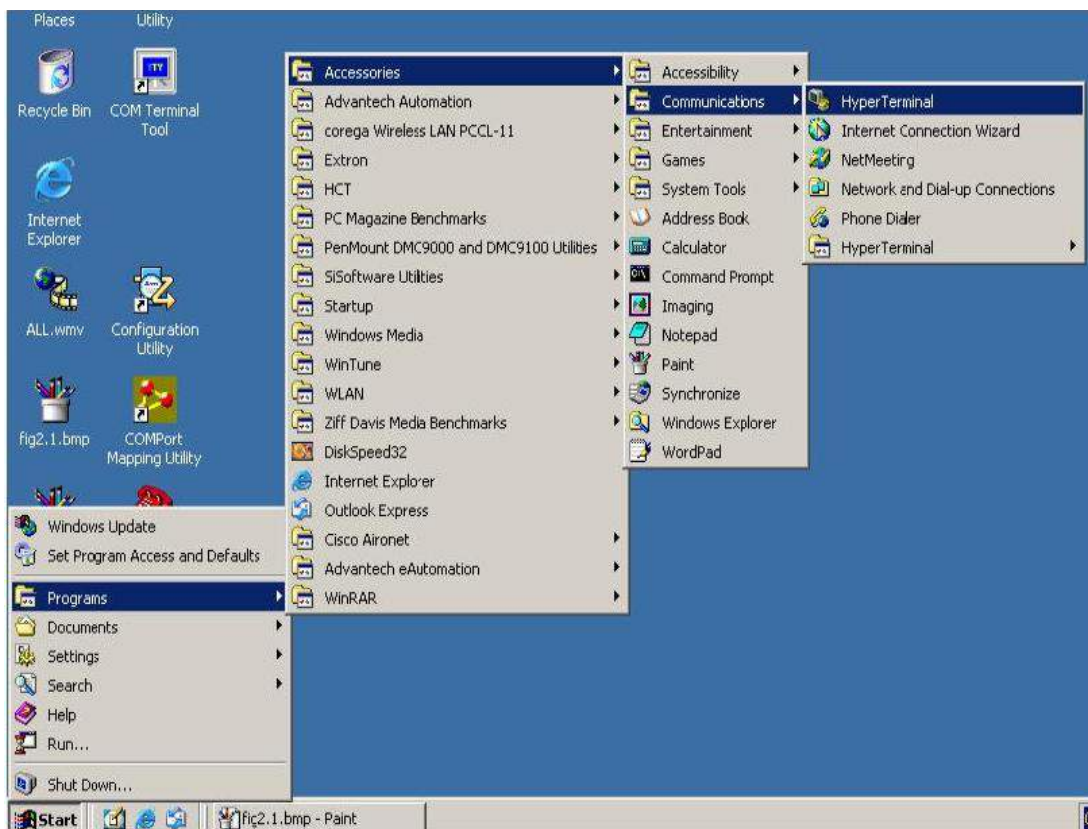 Places
Utility
Recycle Bin
COM Terminal
Tool
Internet
Explorer
ALL.wmv
Configuration
Utility
fig2.1.bmp
COMPort
Mapping Utility
Windows Update
Set Program Access and Defaults
Programs
Documents
Settings
Search
Help
Run...
Shut Down...
Accessories
Advantech Automation
corega Wireless LAN PCCL-11
Extron
HCT
PC Magazine Benchmarks
PenMount DMC9000 and DMC9100 Utilities
SiSoftware Utilities
Startup
Windows Media
WinTune
WLAN
Ziff Davis Media Benchmarks
DiskSpeed32
Internet Explorer
Outlook Express
Cisco Aironet
Advantech eAutomation
WinRAR
Accessibility
Communications
Entertainment
Games
System Tools
Address Book
Calculator
Command Prompt
Imaging
Notepad
Paint
Synchronize
Windows Explorer
WordPad
HyperTerminal
Internet Connection Wizard
NetMeeting
Network and Dial-up Connections
Phone Dialer
HyperTerminal
Start
fig2.1.bmp - Paint